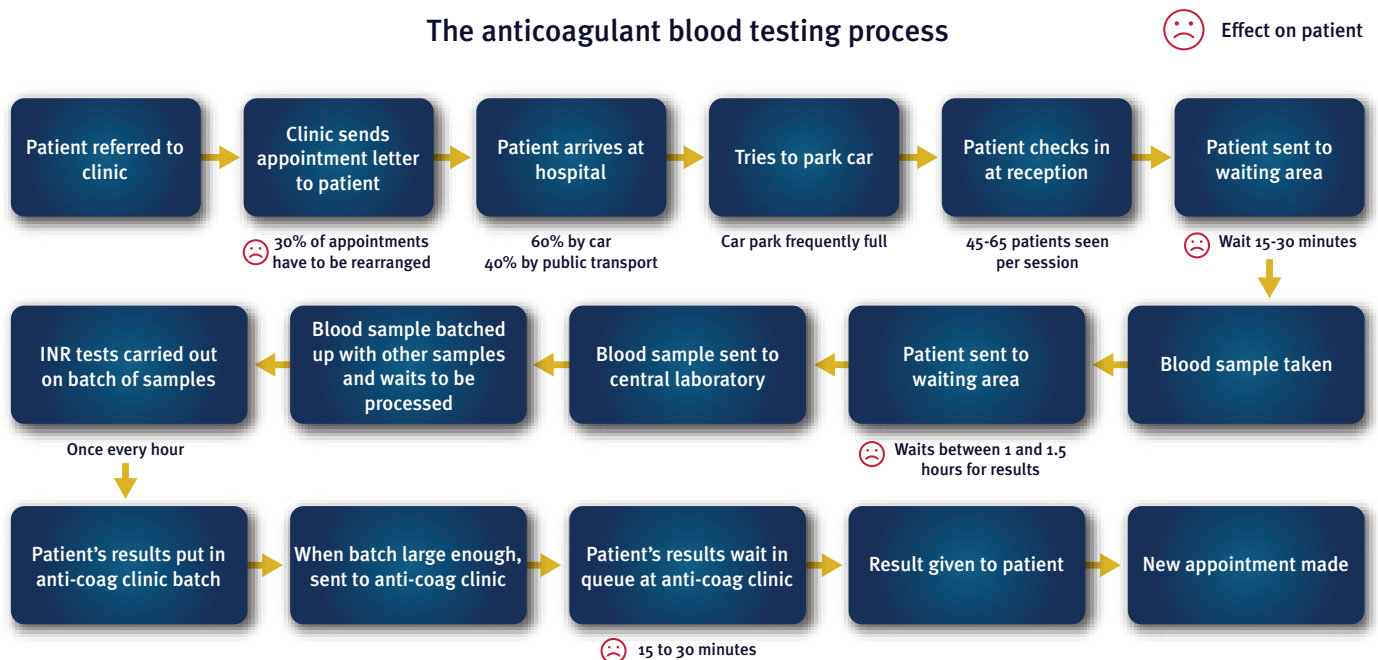 The anticoagulant blood testing process
Effect on patient
Patient referred to
clinic
Clinic sends
appointment letter
to patient
Patient arrives at
hospital
Tries to park car
Patient checks in
at reception
Patient sent to
waiting area
30% of appointments
have to be rearranged
60% by car
40% by public transport
Car park frequently full
45-65 patients seen
per session
Wait 15-30 minutes
INR tests carried out
on batch of samples
Blood sample batched
up with other samples
and waits to be
processed
Blood sample sent to
central laboratory
Patient sent to
waiting area
Blood sample taken
Once every hour
Waits between 1 and 1.5
hours for results
Patient's results put in
anti-coag clinic batch
When batch large enough,
sent to anti-coag clinic
Patient's results wait in
queue at anti-coag clinic
Result given to patient
New appointment made
15 to 30 minutes